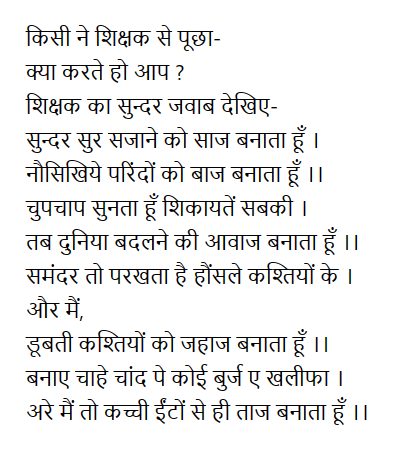 किसी ने शिक्षक से पूछा-
क्या करते हो आप ?
शिक्षक का सुन्दर जवाब देखिए-
सुन्दर सुर सजाने को साज बनाता हूँ ।
नौसिखिये परिंदों को बाज बनाता हूँ ।।
चुपचाप सुनता हूँ शिकायतें सबकी ।
तब दुनिया बदलने की आवाज बनाता हूँ ।।
समंदर तो परखता है हौंसले कश्तियों के ।
और मैं,
डूबती कश्तियों को जहाज बनाता हूँ ।।
बनाए चाहे चांद पे कोई बुर्ज ए खलीफा ।
अरे मैं तो कच्ची ईंटों से ही ताज बनाता हूँ ।।